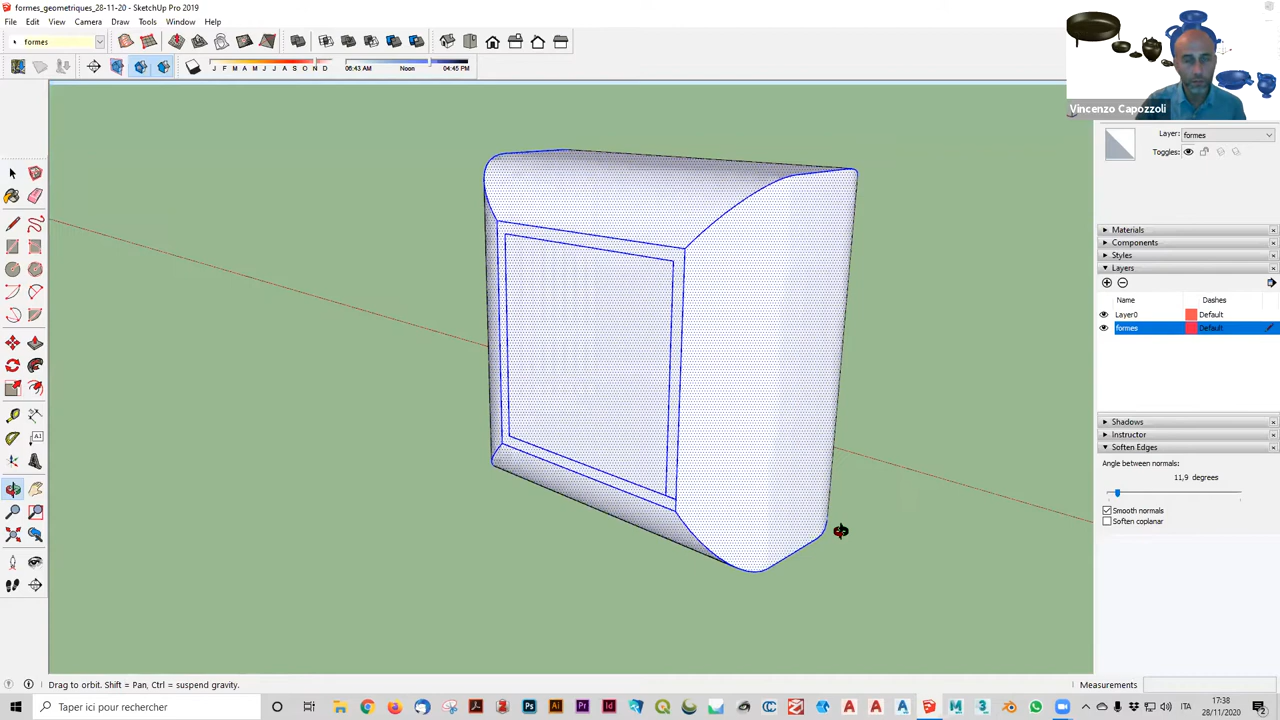 formes_geometriques_28-11-20 - SketchUp Pro 2019
File Edit View Camera Draw Tools Window Help
formes
J F M A M J J A S O N D
06:43 AM Noon 04:45 PM
Vincenzo Capozzoli
Layer: formes
Toggles:
Materials
Components
Styles
Layers
Name Dashes
Layer0 Default
formes Default
Shadows
Instructor
Soften Edges
Angle between normals:
11,9 degrees
Smooth normals
Soften coplanar
Drag to orbit. Shift = Pan, Ctrl = suspend gravity.
Measurements
Taper ici pour rechercher
ITA
17:38
28/11/2020